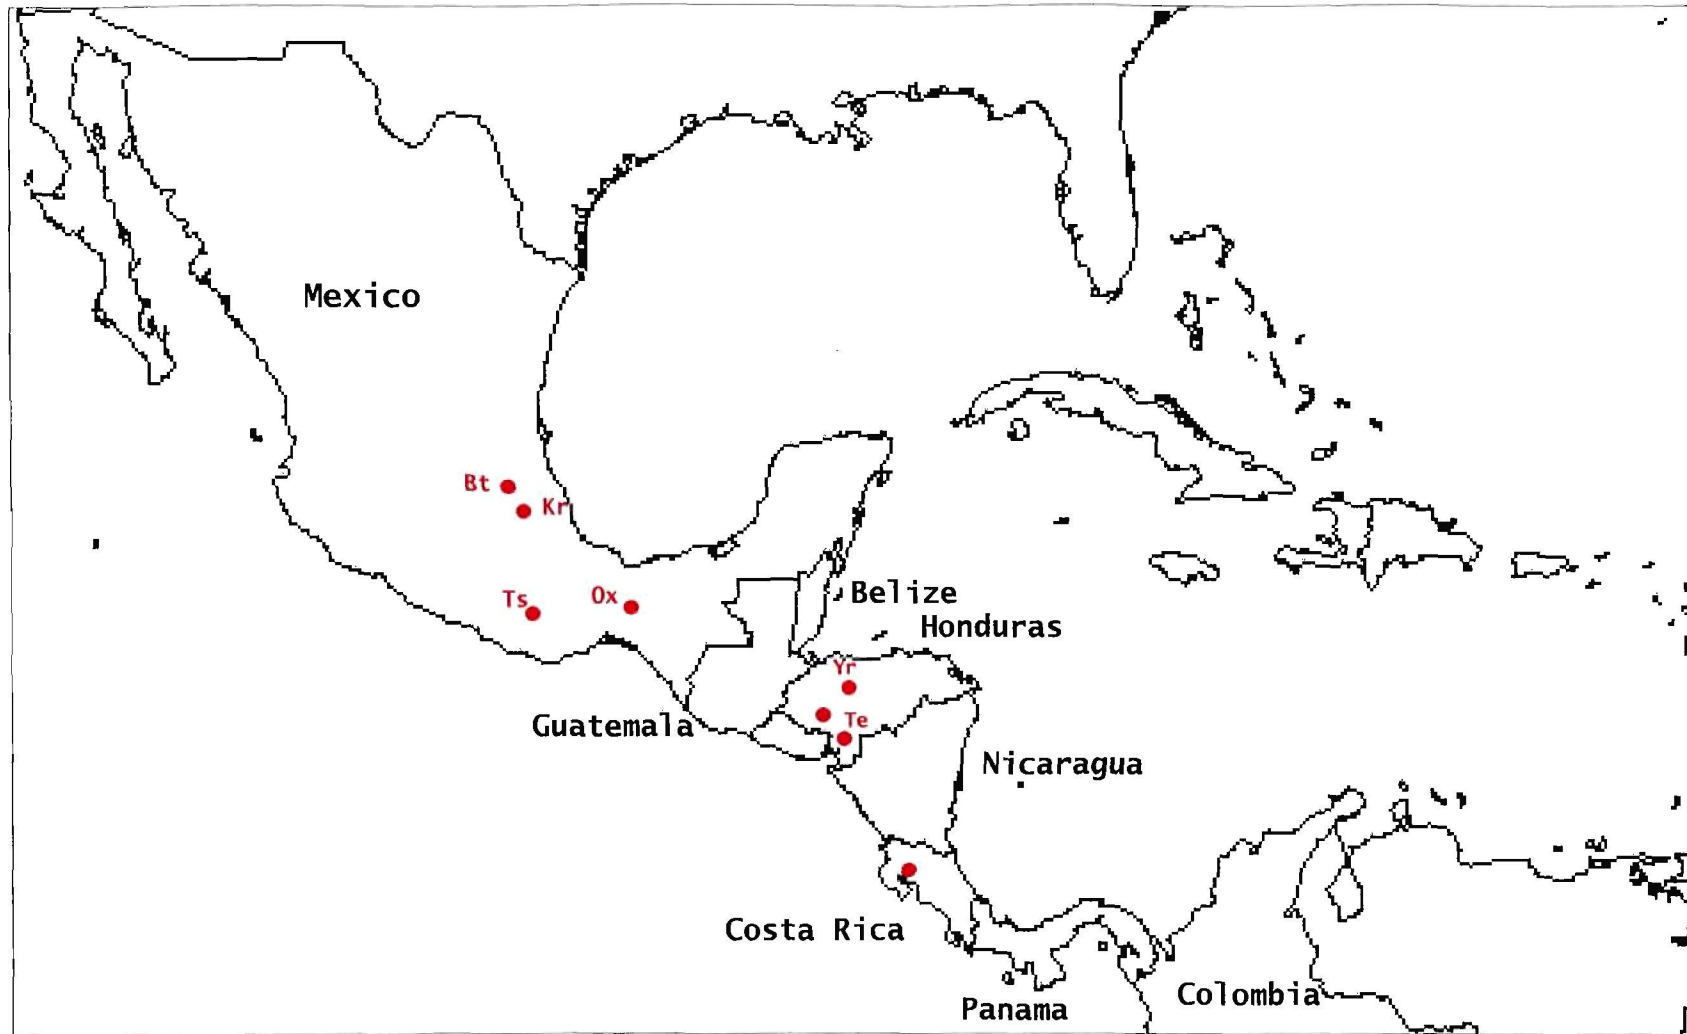 Mexico
Bt
Kr
Ts
Ox
Belize
Honduras
Yr
Te
Guatemala
Nicaragua
Costa Rica
Panama
Colombia